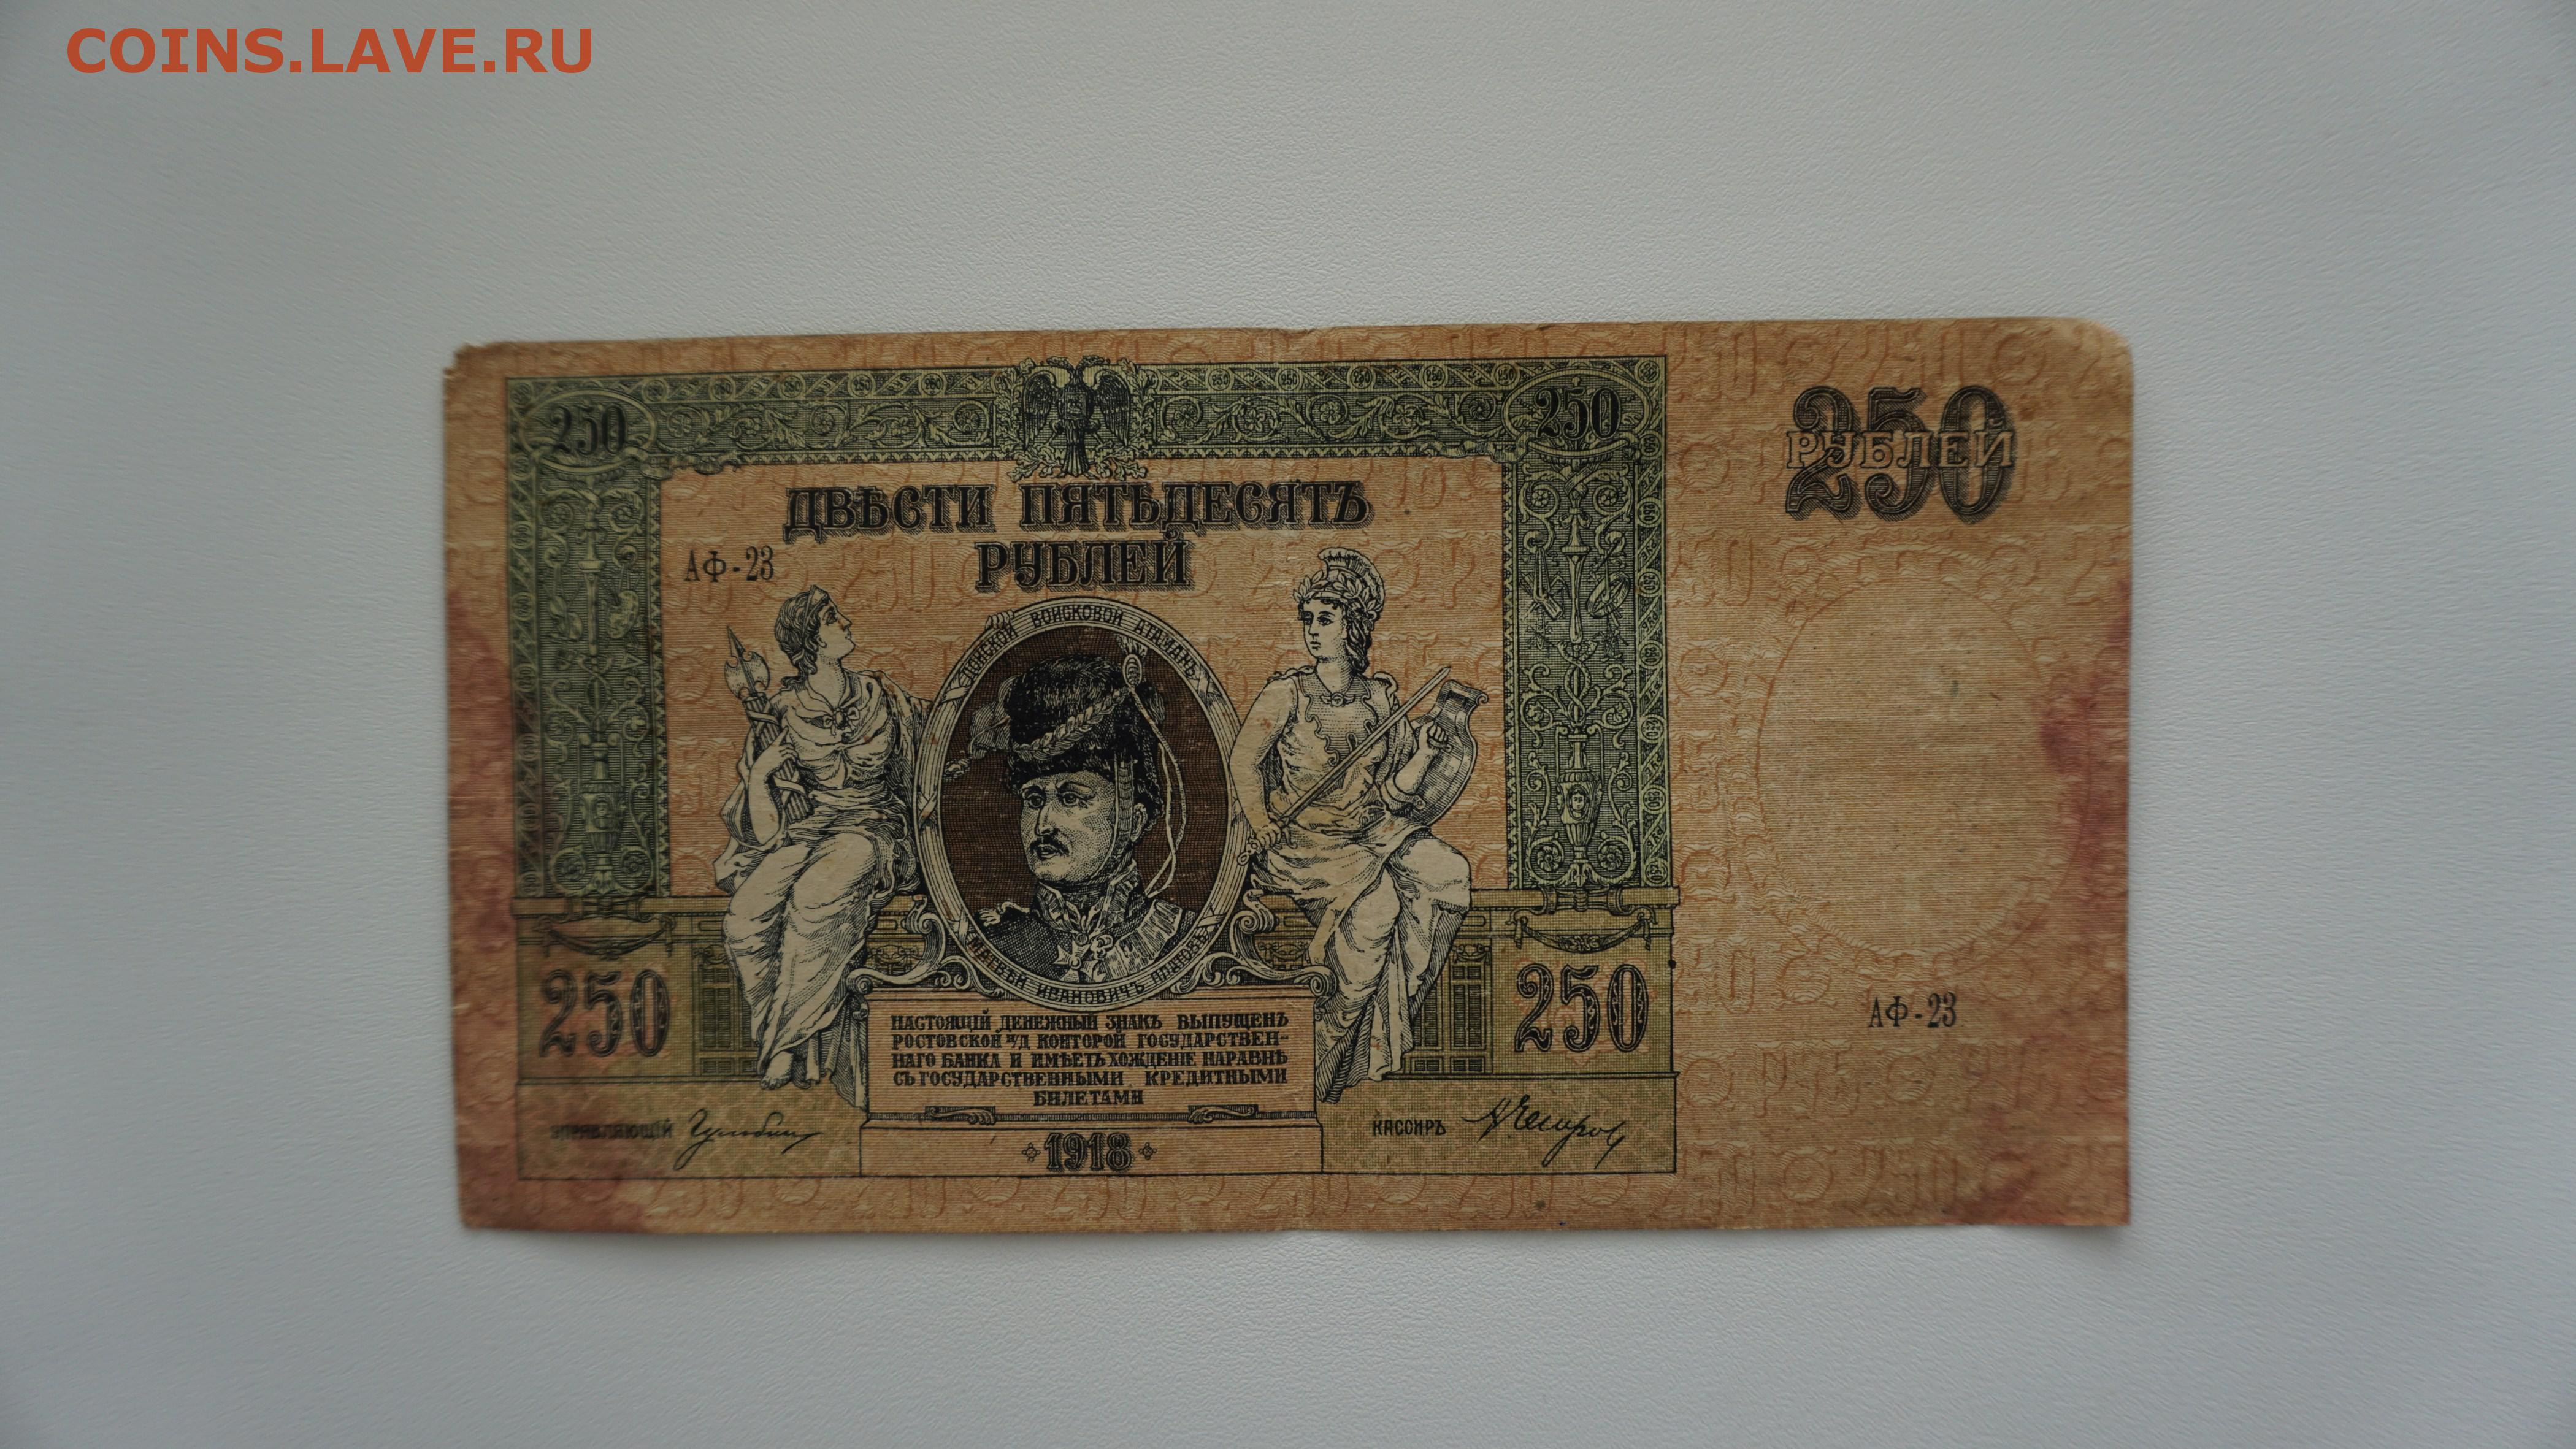 COINS.LAVE.RU
250
250
250
РУБЛЕЙ
ДВѢСТИ ПЯТЬДЕСЯТЪ
РУБЛЕЙ
АФ-23
ДОНСКОЙ ВОЙСКОВОЙ АТАМАНЪ
МАТВѢЙ ИВАНОВИЧЪ ПЛАТОВЪ
250
250
АФ-23
НАСТОЯЩІЙ ДЕНЕЖНЫЙ ЗНАКЪ ВЫПУЩЕНЪ
РОСТОВСКОЙ Н/Д КОНТОРОЙ ГОСУДАРСТВЕН-
НАГО БАНКА И ИМѢЕТЪ ХОЖДЕНІЕ НАРАВНѢ
СЪ ГОСУДАРСТВЕННЫМИ КРЕДИТНЫМИ
БИЛЕТАМИ
УПРАВЛЯЮЩІЙ
КАССИРЪ
1918